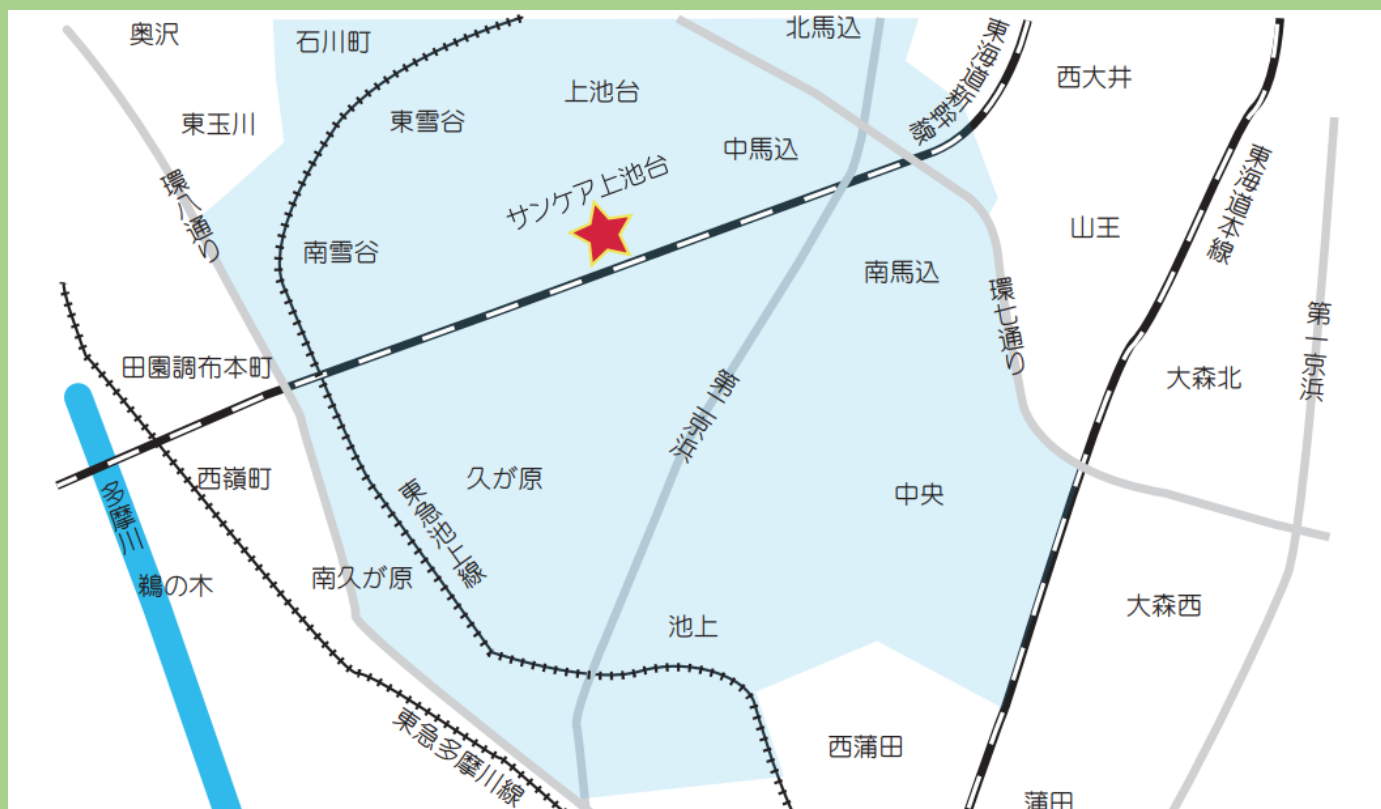 奥沢
石川町
北馬込
東海道新幹線
西大井
上池台
東雪谷
東玉川
中馬込
東海道本線
サンケア上池台
環八通り
南雪谷
山王
南馬込
環七通り
第一京浜
田園調布本町
大森北
第二京浜
西嶺町
久が原
中央
東急池上線
多摩川
鵜の木
南久が原
大森西
池上
東急多摩川線
西蒲田
蒲田